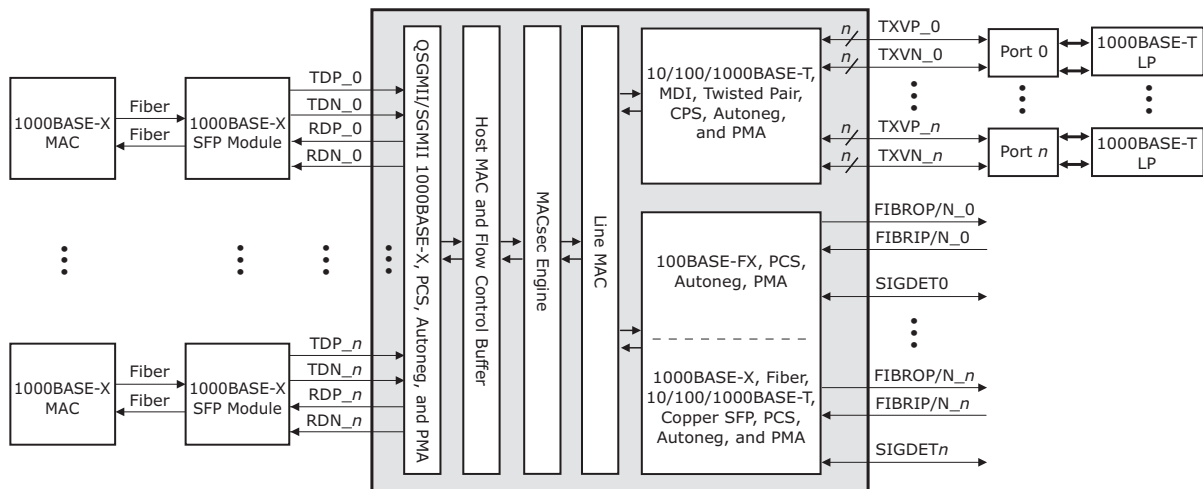 1000BASE-X
MAC
Fiber
Fiber
1000BASE-X
SFP Module
TDP_0
TDN_0
RDP_0
RDN_0
1000BASE-X
MAC
Fiber
Fiber
1000BASE-X
SFP Module
TDP_n
TDN_n
RDP_n
RDN_n
QSGMII/SGMII 1000BASE-X, PCS, Autoneg, and PMA
Host MAC and Flow Control Buffer
MACsec Engine
Line MAC
10/100/1000BASE-T,
MDI, Twisted Pair,
CPS, Autoneg,
and PMA
n
TXVP_0
n
TXVN_0
n
TXVP_n
n
TXVN_n
Port 0
1000BASE-T
LP
Port n
1000BASE-T
LP
100BASE-FX, PCS,
Autoneg, PMA
1000BASE-X, Fiber,
10/100/1000BASE-T,
Copper SFP, PCS,
Autoneg, and PMA
FIBROP/N_0
FIBRIP/N_0
SIGDET0
FIBROP/N_n
FIBRIP/N_n
SIGDETn